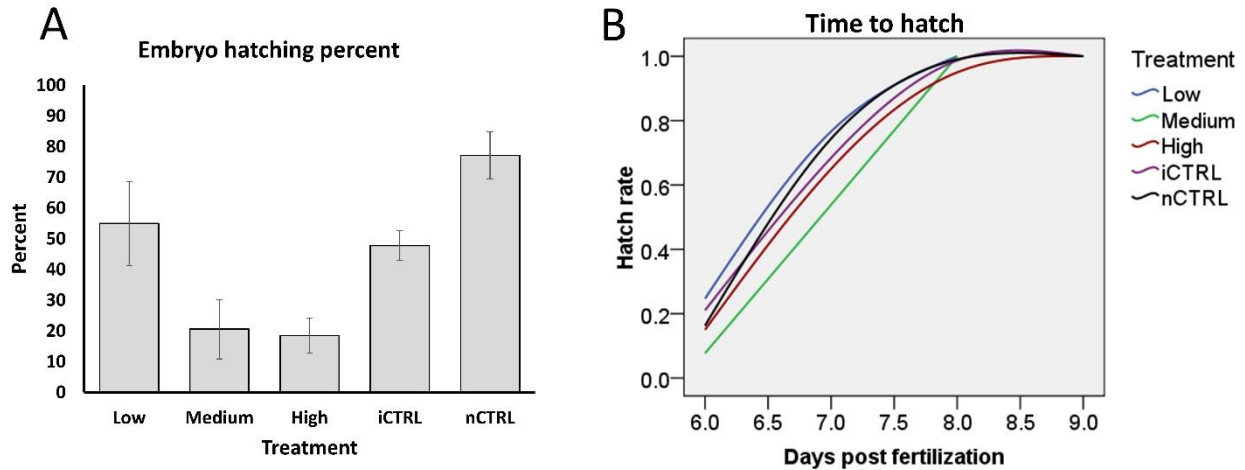 A
Embryo hatching percent
100
90
80
70
60
50
40
30
20
10
0
Percent
Low Medium High iCTRL nCTRL
Treatment
B
Time to hatch
1.0
0.8
0.6
0.4
0.2
0.0
Hatch rate
6.0 6.5 7.0 7.5 8.0 8.5 9.0
Days post fertilization
Treatment
Low
Medium
High
iCTRL
nCTRL